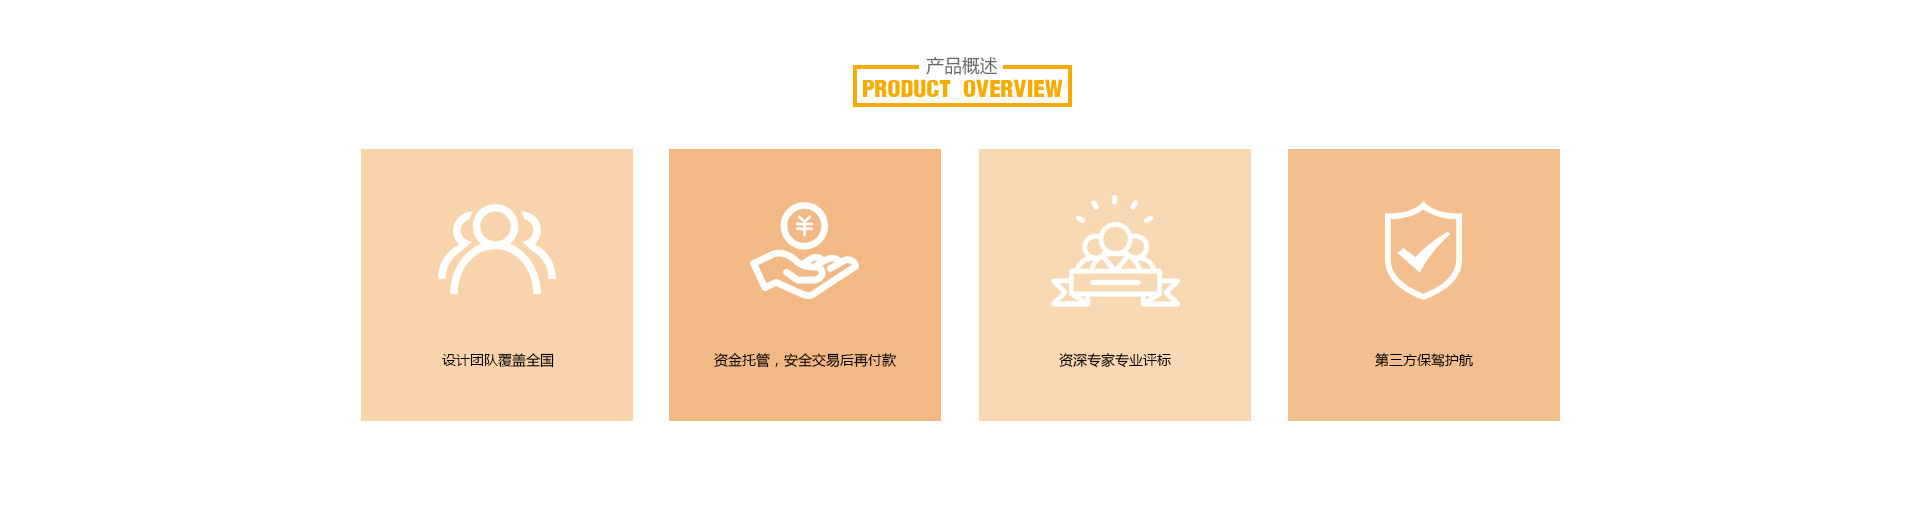 产品概述
PRODUCT OVERVIEW
¥
设计团队覆盖全国
资金托管，安全交易后再付款
资深专家专业评标
第三方保驾护航